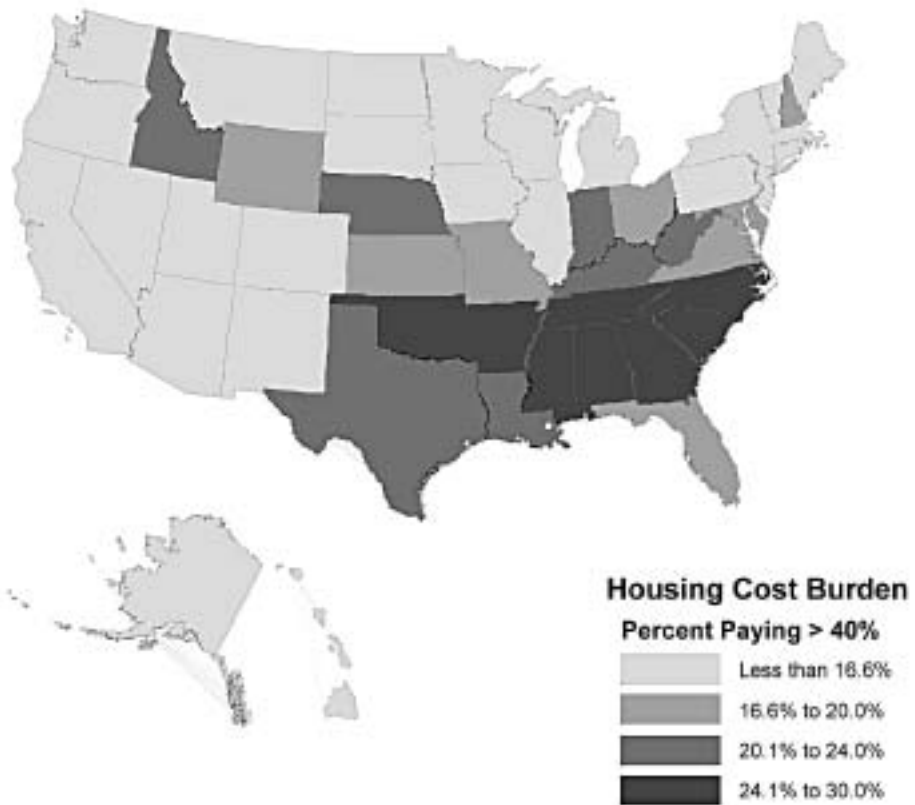 Housing Cost Burden
Percent Paying > 40%
Less than 16.6%
16.6% to 20.0%
20.1% to 24.0%
24.1% to 30.0%